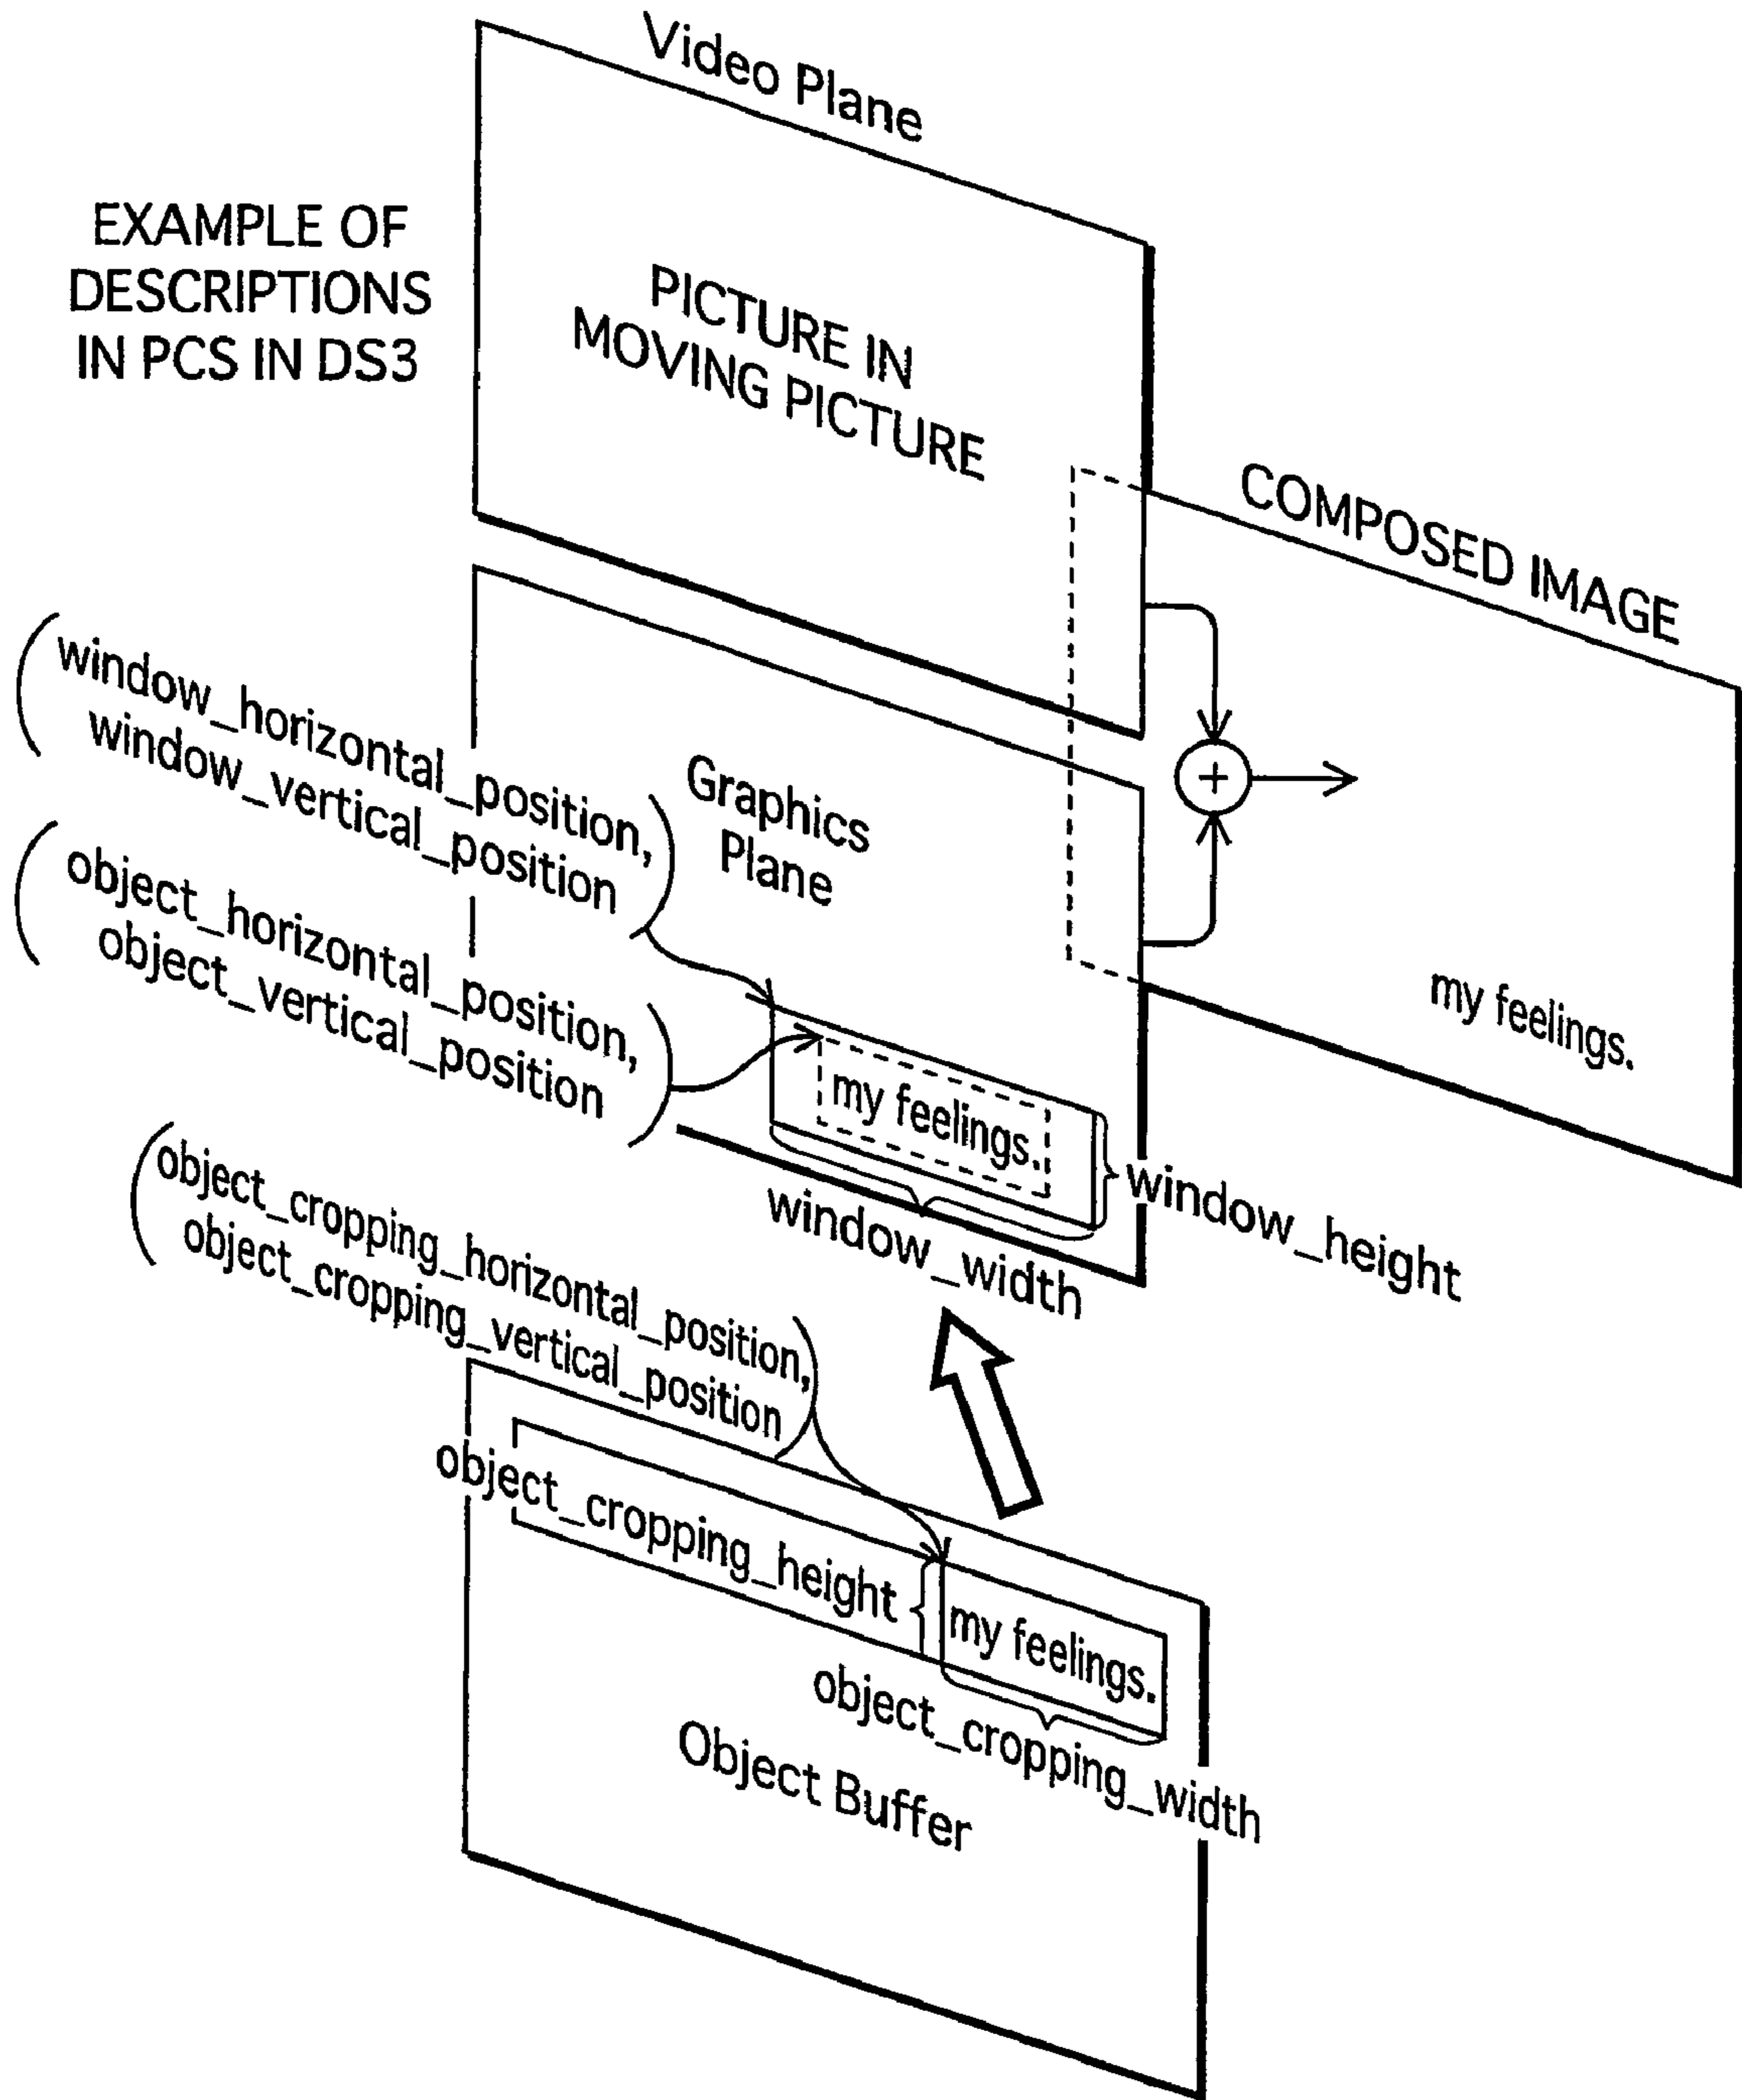 Video Plane
EXAMPLE OF
DESCRIPTIONS
IN PCS IN DS3
PICTURE IN
MOVING PICTURE
COMPOSED IMAGE
(window_horizontal_position,
window_vertical_position)
Graphics
Plane
+
(object_horizontal_position,
object_vertical_position)
my feelings.
my feelings.
window_height
window_width
(object_cropping_horizontal_position,
object_cropping_vertical_position)
object_cropping_height
my feelings.
object_cropping_width
Object Buffer